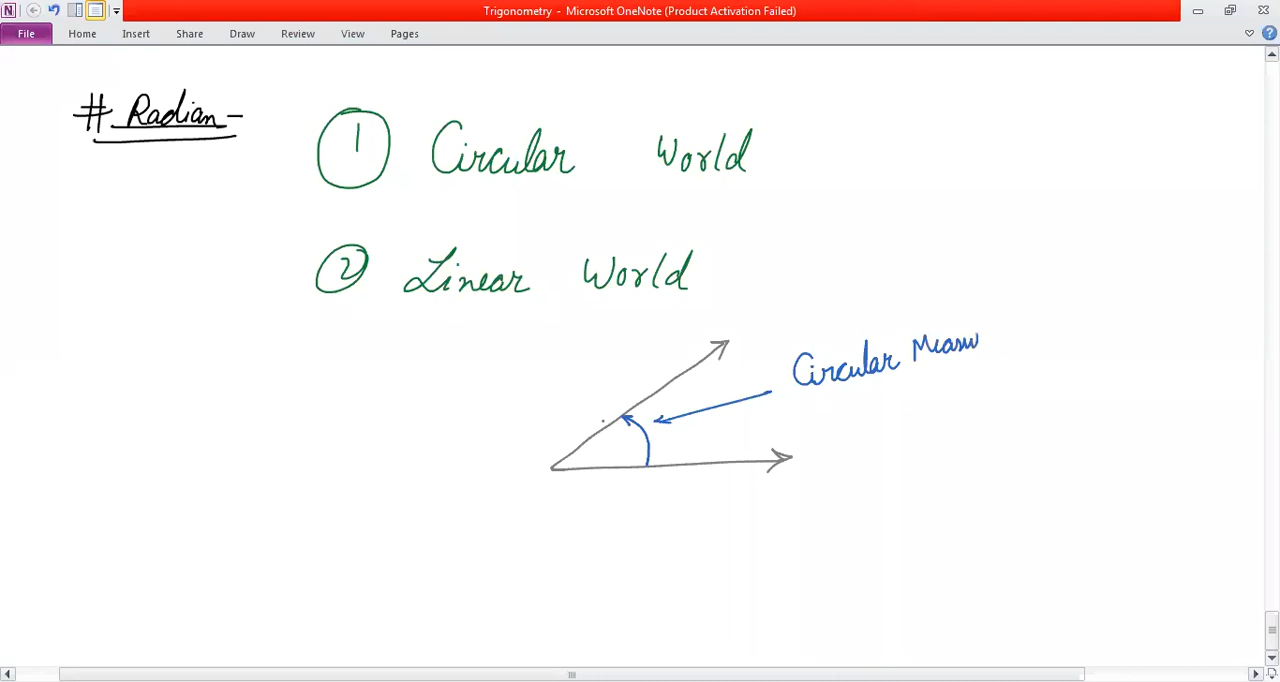 Trigonometry - Microsoft OneNote (Product Activation Failed)
File Home Insert Share Draw Review View Pages
# Radian -
1 Circular World
2 Linear World
Circular Measu